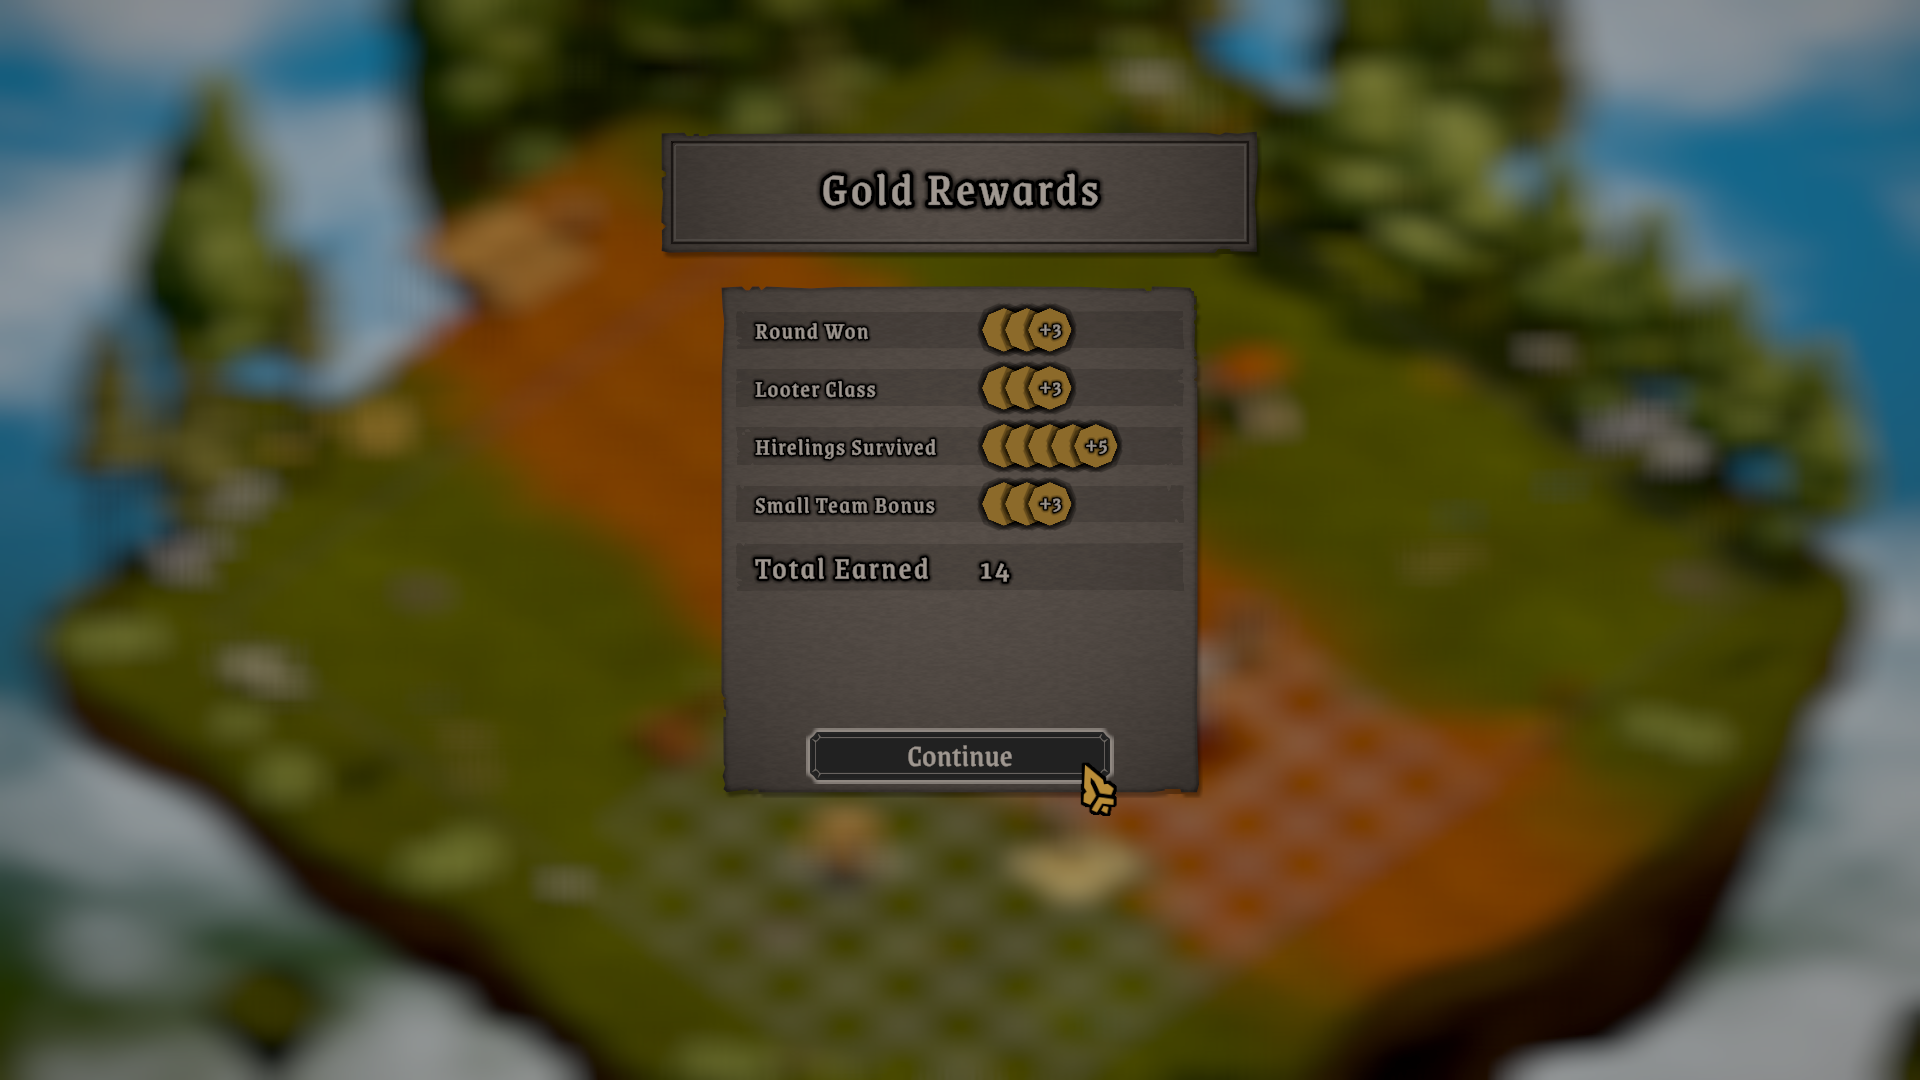 Gold Rewards
Round Won +3
Looter Class +3
Hirelings Survived +5
Small Team Bonus +3
Total Earned 14
Continue